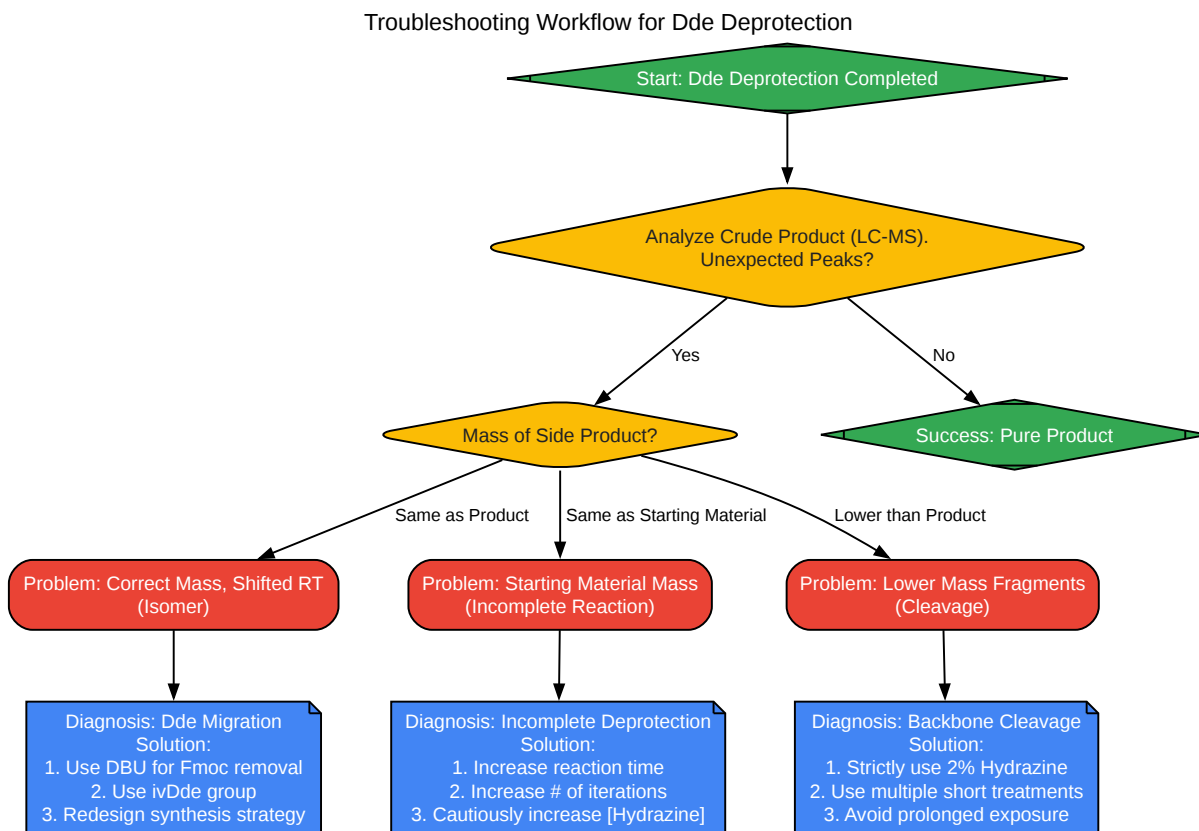 Troubleshooting Workflow for Dde Deprotection
Start: Dde Deprotection Completed
Analyze Crude Product (LC-MS).
Unexpected Peaks?
Yes
No
Mass of Side Product?
Success: Pure Product
Same as Product
Same as Starting Material
Lower than Product
Problem: Correct Mass, Shifted RT
(Isomer)
Problem: Starting Material Mass
(Incomplete Reaction)
Problem: Lower Mass Fragments
(Cleavage)
Diagnosis: Dde Migration
Solution:
1. Use DBU for Fmoc removal
2. Use ivDde group
3. Redesign synthesis strategy
Diagnosis: Incomplete Deprotection
Solution:
1. Increase reaction time
2. Increase # of iterations
3. Cautiously increase [Hydrazine]
Diagnosis: Backbone Cleavage
Solution:
1. Strictly use 2% Hydrazine
2. Use multiple short treatments
3. Avoid prolonged exposure